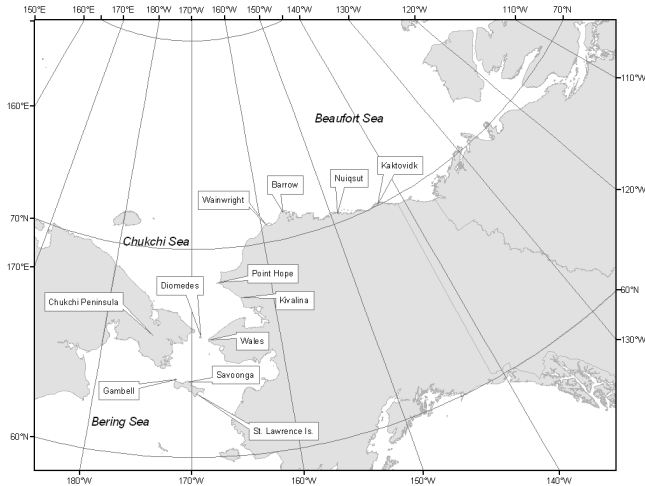 150°E 160°E 170°E 170°W 160°W 150°W 140°W 130°W 120°W 110°W 70°N
110°W
160°E
Beaufort Sea
Kaktovidk
Nuiqsut
Barrow
120°W
Wainwright
70°N
Chukchi Sea
170°E
Point Hope
Diomedes
60°N
Chukchi Peninsula
Kivalina
130°W
Wales
Savoonga
Gambell
Bering Sea
St. Lawrence Is.
60°N
180°W 170°W 160°W 150°W 140°W